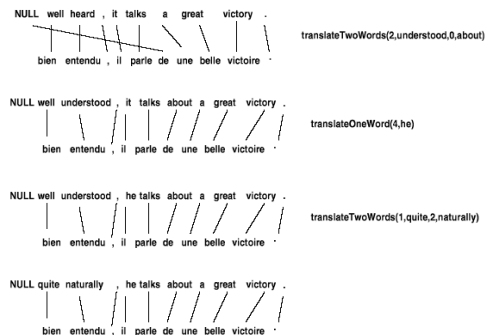 NULL well heard , it talks a great victory .
translateTwoWords(2,understood,0,about)
bien entendu , il parle de une belle victoire .
NULL well understood , it talks about a great victory .
translateOneWord(4,he)
bien entendu , il parle de une belle victoire .
NULL well understood , he talks about a great victory .
translateTwoWords(1,quite,2,naturally)
bien entendu , il parle de une belle victoire .
NULL quite naturally , he talks about a great victory .
bien entendu , il parle de une belle victoire .